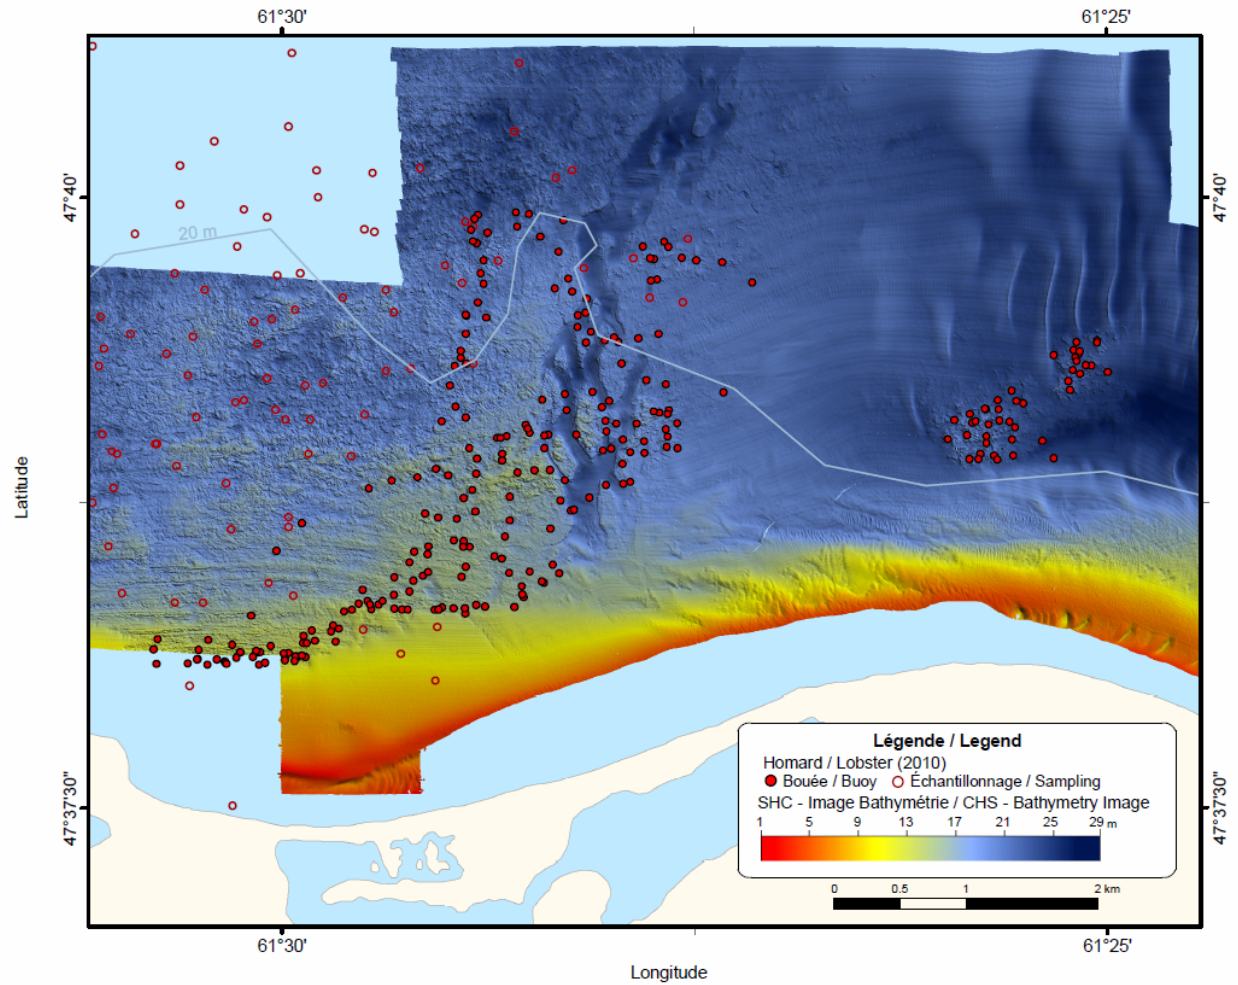 61°30' 61°25'
47°40'
47°40'
20 m
Latitude
47°37'30"
47°37'30"
Légende / Legend
Homard / Lobster (2010)
Bouée / Buoy Échantillonnage / Sampling
SHC - Image Bathymétrie / CHS - Bathymetry Image
1 5 9 13 17 21 25 29 m
0 0.5 1 2 km
61°30' 61°25'
Longitude